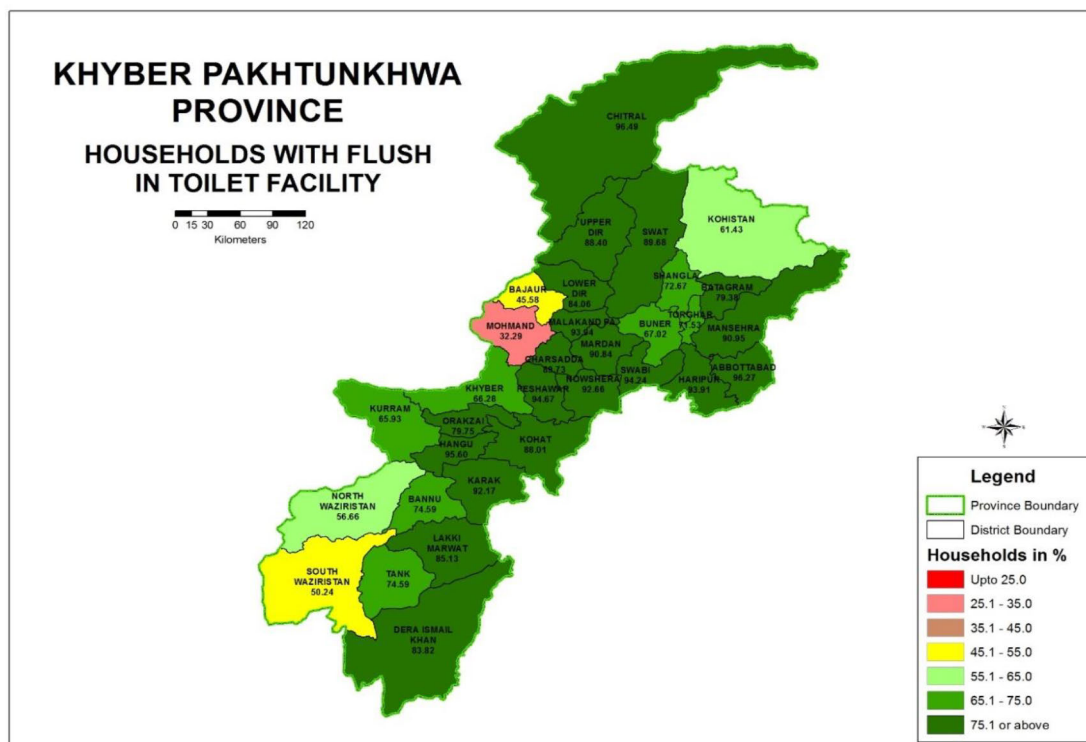 KHYBER PAKHTUNKHWA
PROVINCE
HOUSEHOLDS WITH FLUSH
IN TOILET FACILITY
0 15 30 60 90 120
Kilometers
CHITRAL
96.49
UPPER
DIR
88.40
SWAT
89.68
KOHISTAN
61.43
SHANGLA
72.67
BATAGRAM
79.38
BAJAUR
45.58
LOWER
DIR
84.06
TORGHAR
71.53
MALAKAND PA
93.94
BUNER
67.02
MANSEHRA
90.95
MOHMAND
32.29
MARDAN
90.84
CHARSADDA
SWABI
94.24
ABBOTTABAD
96.27
HARIPUR
93.91
NOWSHERA
92.66
PESHAWAR
94.67
KHYBER
66.28
KURRAM
65.93
ORAKZAI
79.75
HANGU
95.60
KOHAT
88.01
KARAK
92.17
NORTH
WAZIRISTAN
56.66
BANNU
74.59
LAKKI
MARWAT
85.13
SOUTH
WAZIRISTAN
50.24
TANK
74.59
DERA ISMAIL
KHAN
83.82
Legend
Province Boundary
District Boundary
Households in %
Upto 25.0
25.1 - 35.0
35.1 - 45.0
45.1 - 55.0
55.1 - 65.0
65.1 - 75.0
75.1 or above